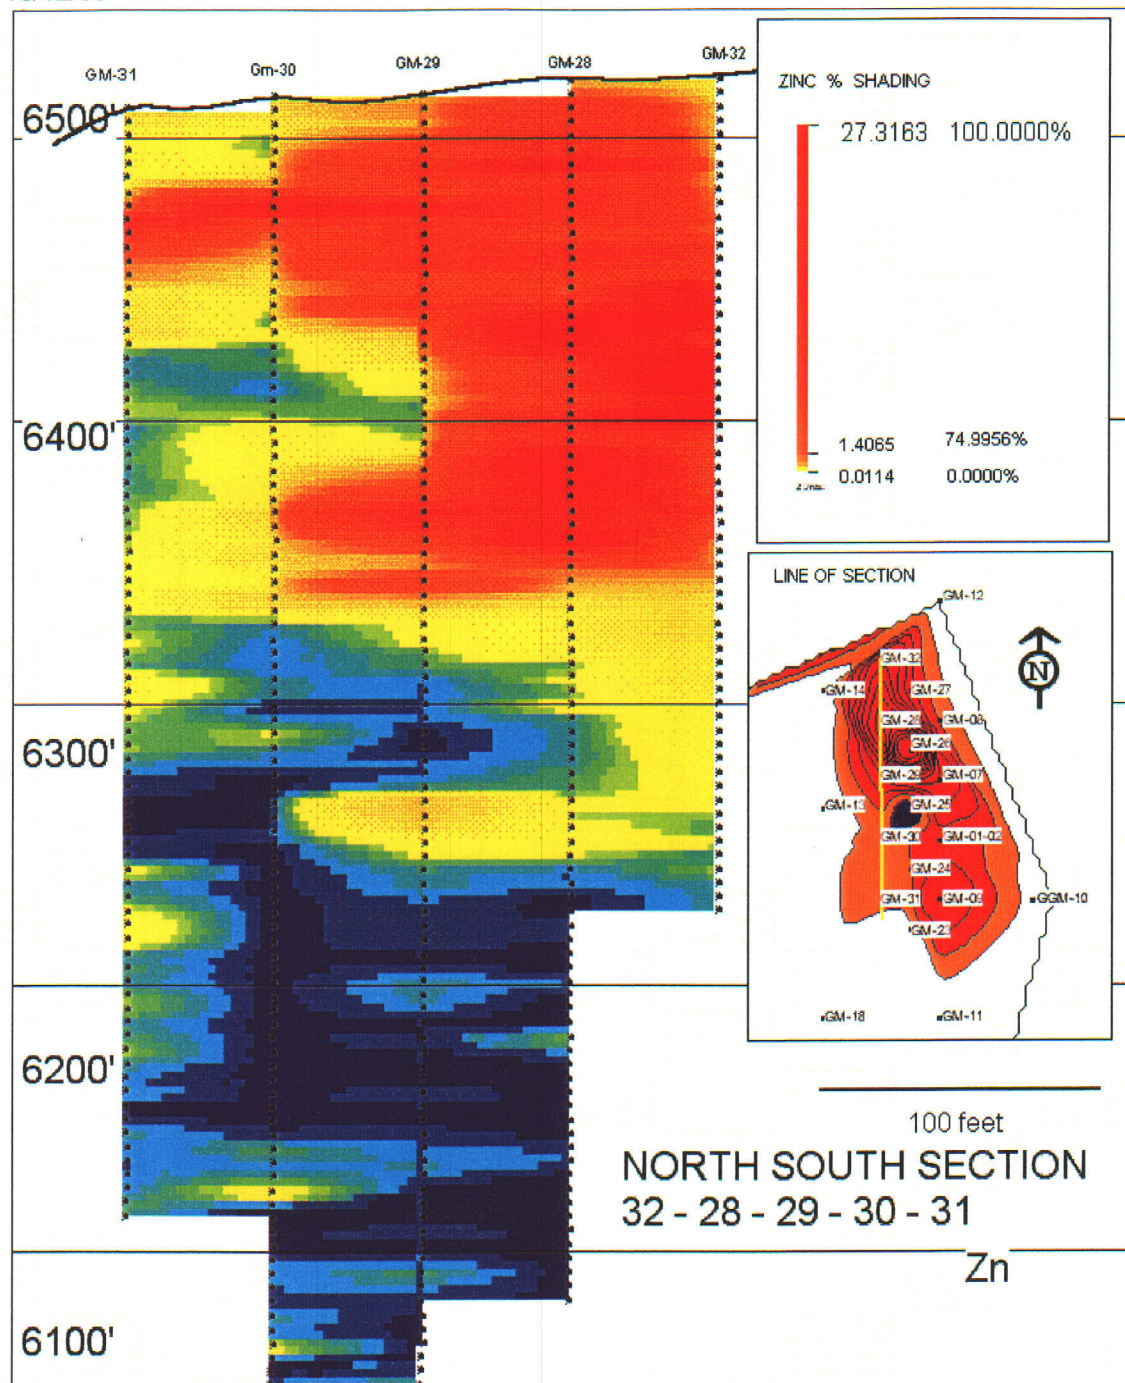 GM-31
Gm-30
GM-29
GM-28
GM-32
6500'
6400'
6300'
6200'
6100'
ZINC % SHADING
27.3163 100.0000%
1.4065 74.9956%
0.0114 0.0000%
LINE OF SECTION
GM-12
GM-32
GM-14
GM-27
GM-28
GM-08
GM-26
GM-29
GM-07
GM-13
GM-25
GM-30
GM-01-02
GM-24
GM-31
GM-09
GGM-10
GM-23
GM-18
GM-11
N
100 feet
NORTH SOUTH SECTION
32 - 28 - 29 - 30 - 31
Zn